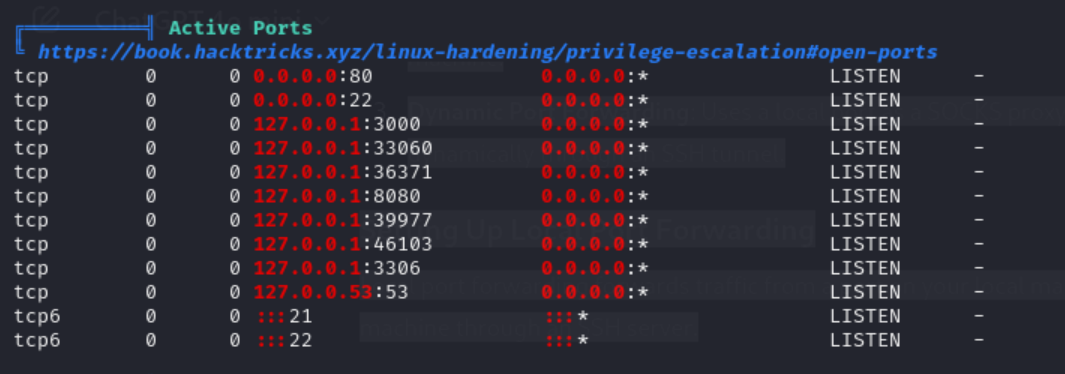 Active Ports
https://book.hacktricks.xyz/linux-hardening/privilege-escalation#open-ports
tcp 0 0 0.0.0.0:80 0.0.0.0:* LISTEN -
tcp 0 0 0.0.0.0:22 0.0.0.0:* LISTEN -
tcp 0 0 127.0.0.1:3000 0.0.0.0:* LISTEN -
tcp 0 0 127.0.0.1:33060 0.0.0.0:* LISTEN -
tcp 0 0 127.0.0.1:36371 0.0.0.0:* LISTEN -
tcp 0 0 127.0.0.1:8080 0.0.0.0:* LISTEN -
tcp 0 0 127.0.0.1:39977 0.0.0.0:* LISTEN -
tcp 0 0 127.0.0.1:46103 0.0.0.0:* LISTEN -
tcp 0 0 127.0.0.1:3306 0.0.0.0:* LISTEN -
tcp 0 0 127.0.0.53:53 0.0.0.0:* LISTEN -
tcp6 0 0 :::21 :::* LISTEN -
tcp6 0 0 :::22 :::* LISTEN -